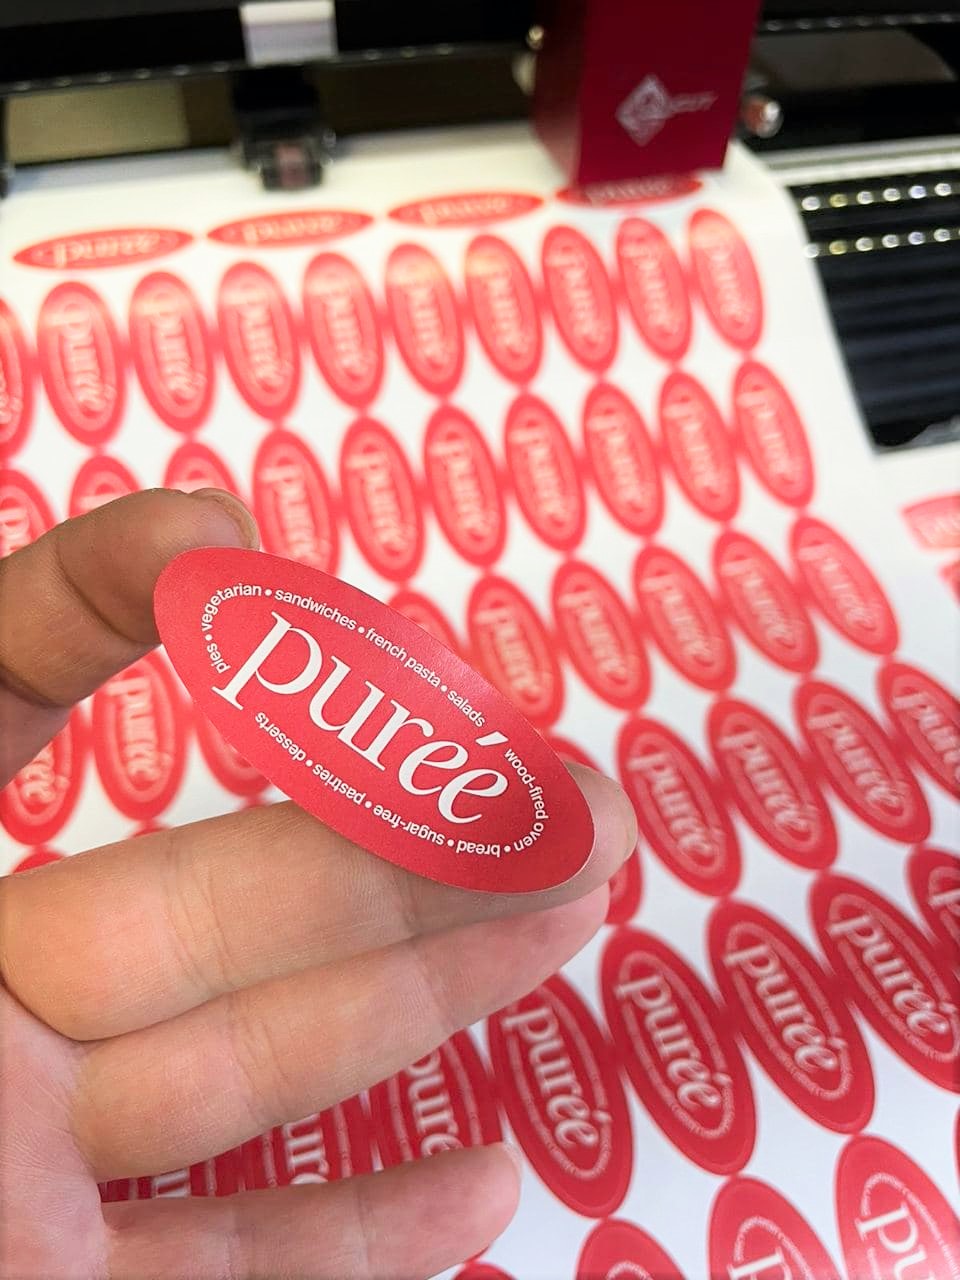 pies • vegetarian • sandwiches • french pasta • salads
purée
wood-fired oven • bread • sugar-free • pastries • desserts